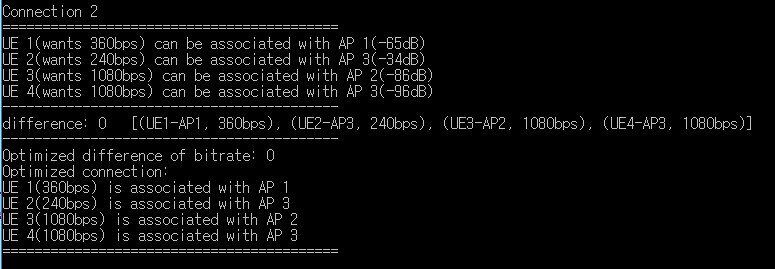 Connection 2
==========================================
UE 1(wants 360bps) can be associated with AP 1(-65dB)
UE 2(wants 240bps) can be associated with AP 3(-34dB)
UE 3(wants 1080bps) can be associated with AP 2(-86dB)
UE 4(wants 1080bps) can be associated with AP 3(-96dB)
------------------------------------------
difference: 0   [(UE1-AP1, 360bps), (UE2-AP3, 240bps), (UE3-AP2, 1080bps), (UE4-AP3, 1080bps)]
------------------------------------------
Optimized difference of bitrate: 0
Optimized connection:
UE 1(360bps) is associated with AP 1
UE 2(240bps) is associated with AP 3
UE 3(1080bps) is associated with AP 2
UE 4(1080bps) is associated with AP 3
==========================================